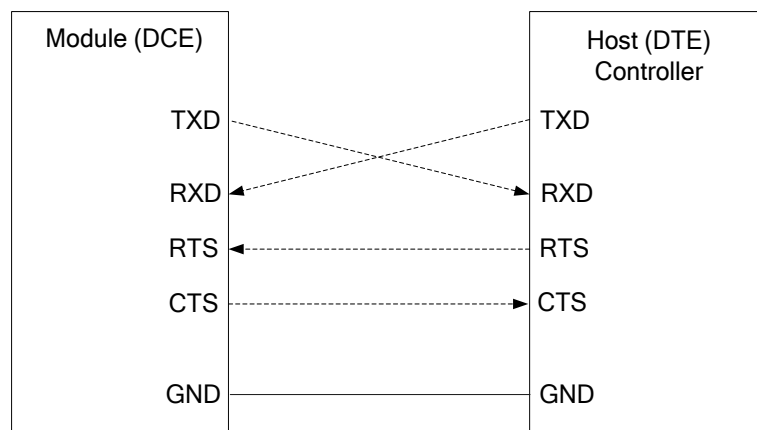 Module (DCE)
TXD
RXD
RTS
CTS
GND
Host (DTE)
Controller
TXD
RXD
RTS
CTS
GND